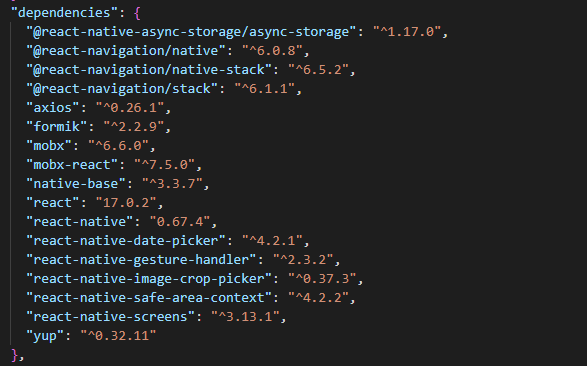 "dependencies": {
"@react-native-async-storage/async-storage": "^1.17.0",
"@react-navigation/native": "^6.0.8",
"@react-navigation/native-stack": "^6.5.2",
"@react-navigation/stack": "^6.1.1",
"axios": "^0.26.1",
"formik": "^2.2.9",
"mobx": "^6.6.0",
"mobx-react": "^7.5.0",
"native-base": "^3.3.7",
"react": "17.0.2",
"react-native": "0.67.4",
"react-native-date-picker": "^4.2.1",
"react-native-gesture-handler": "^2.3.2",
"react-native-image-crop-picker": "^0.37.3",
"react-native-safe-area-context": "^4.2.2",
"react-native-screens": "^3.13.1",
"yup": "^0.32.11"
},